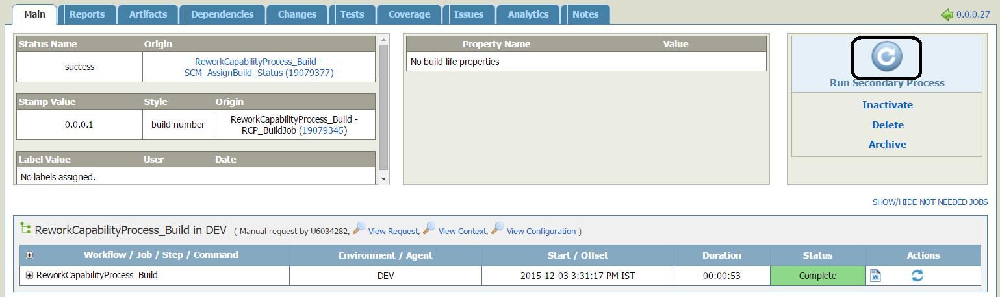 Main Reports Artifacts Dependencies Changes Tests Coverage Issues Analytics Notes 0.0.0.27
Status Name Origin
success
ReworkCapabilityProcess_Build -
SCM_AssignBuild_Status (19079377)
Stamp Value Style Origin
0.0.0.1 build number
ReworkCapabilityProcess_Build -
RCP_BuildJob (19079345)
Label Value User Date
No labels assigned.
Property Name Value
No build life properties
Run Secondary Process
Inactivate
Delete
Archive
SHOW/HIDE NOT NEEDED JOBS
ReworkCapabilityProcess_Build in DEV ( Manual request by U6034282, View Request, View Context, View Configuration )
Workflow / Job / Step / Command Environment / Agent Start / Offset Duration Status Actions
ReworkCapabilityProcess_Build DEV 2015-12-03 3:31:17 PM IST 00:00:53 Complete